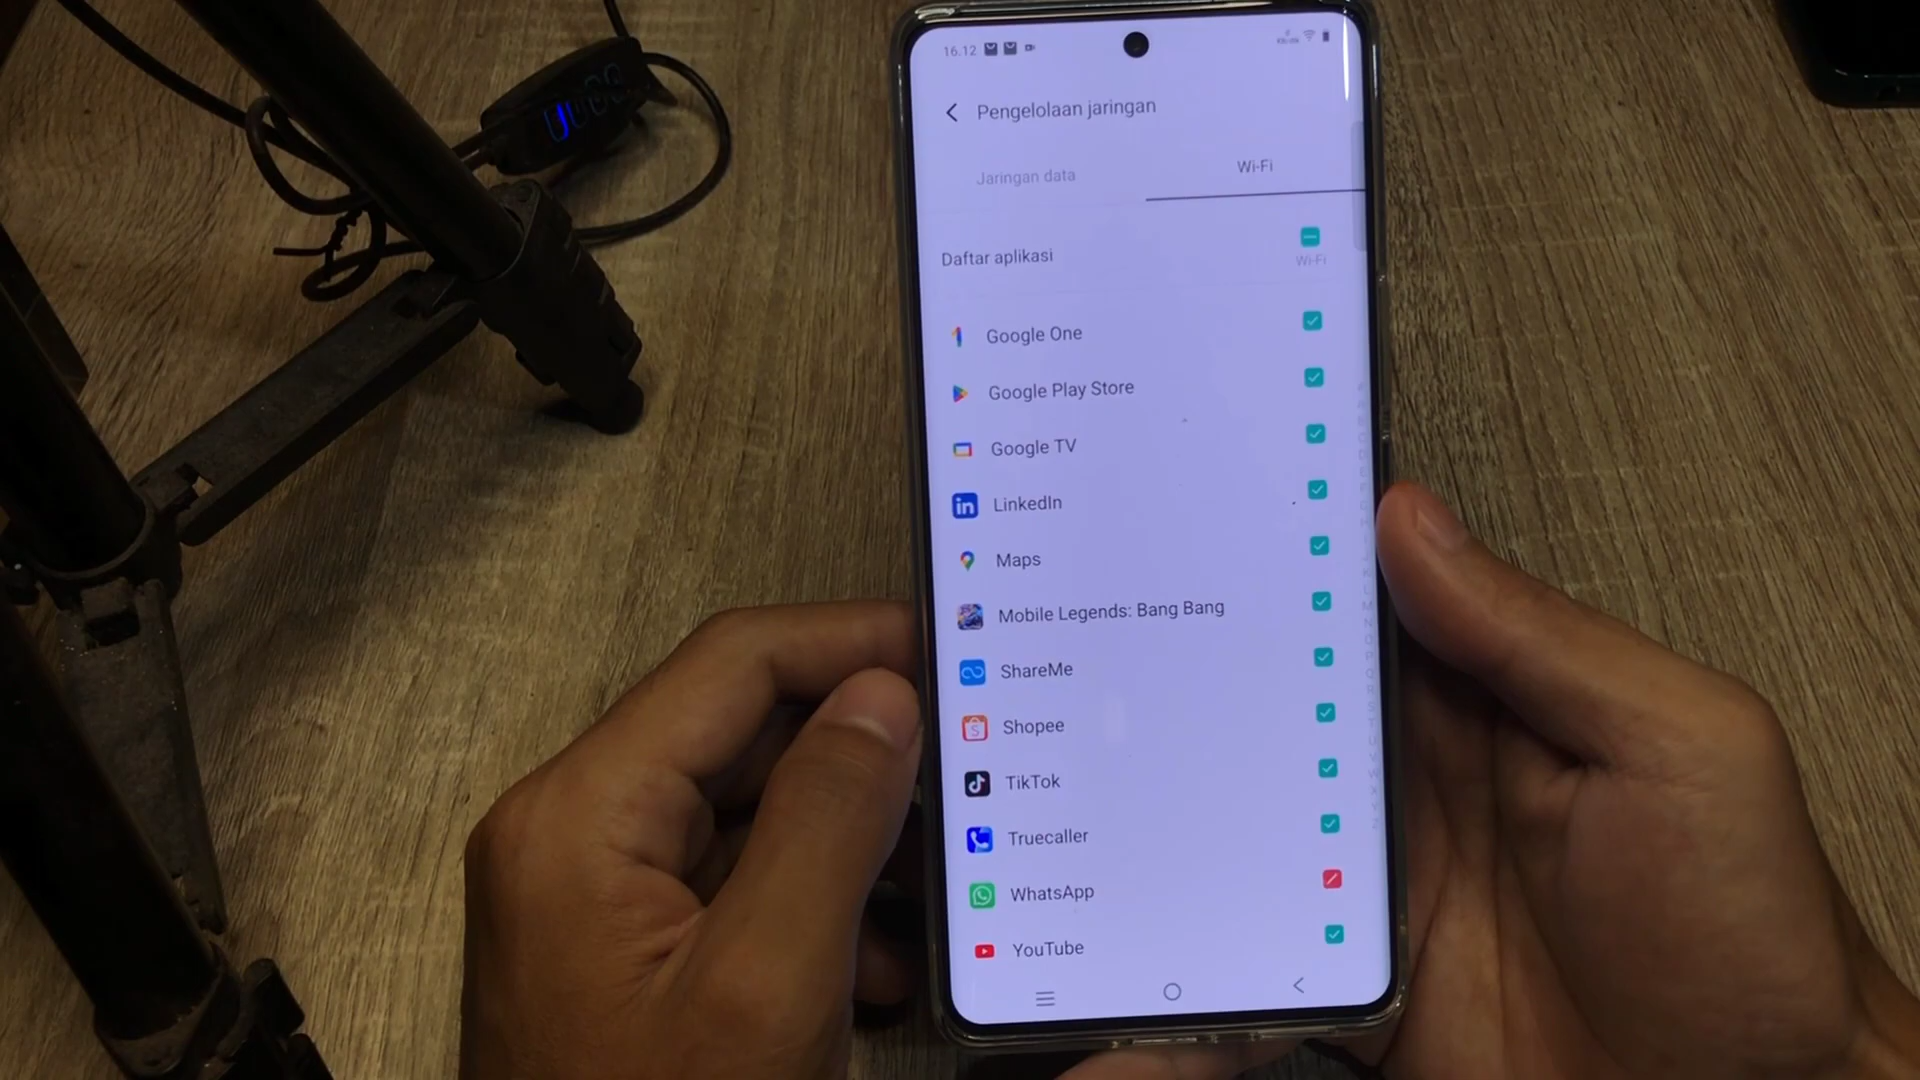 16.12
Pengelolaan jaringan
Jaringan data
Wi-Fi
Daftar aplikasi
Wi-Fi
Google One
Google Play Store
Google TV
LinkedIn
Maps
Mobile Legends: Bang Bang
ShareMe
Shopee
TikTok
Truecaller
WhatsApp
YouTube